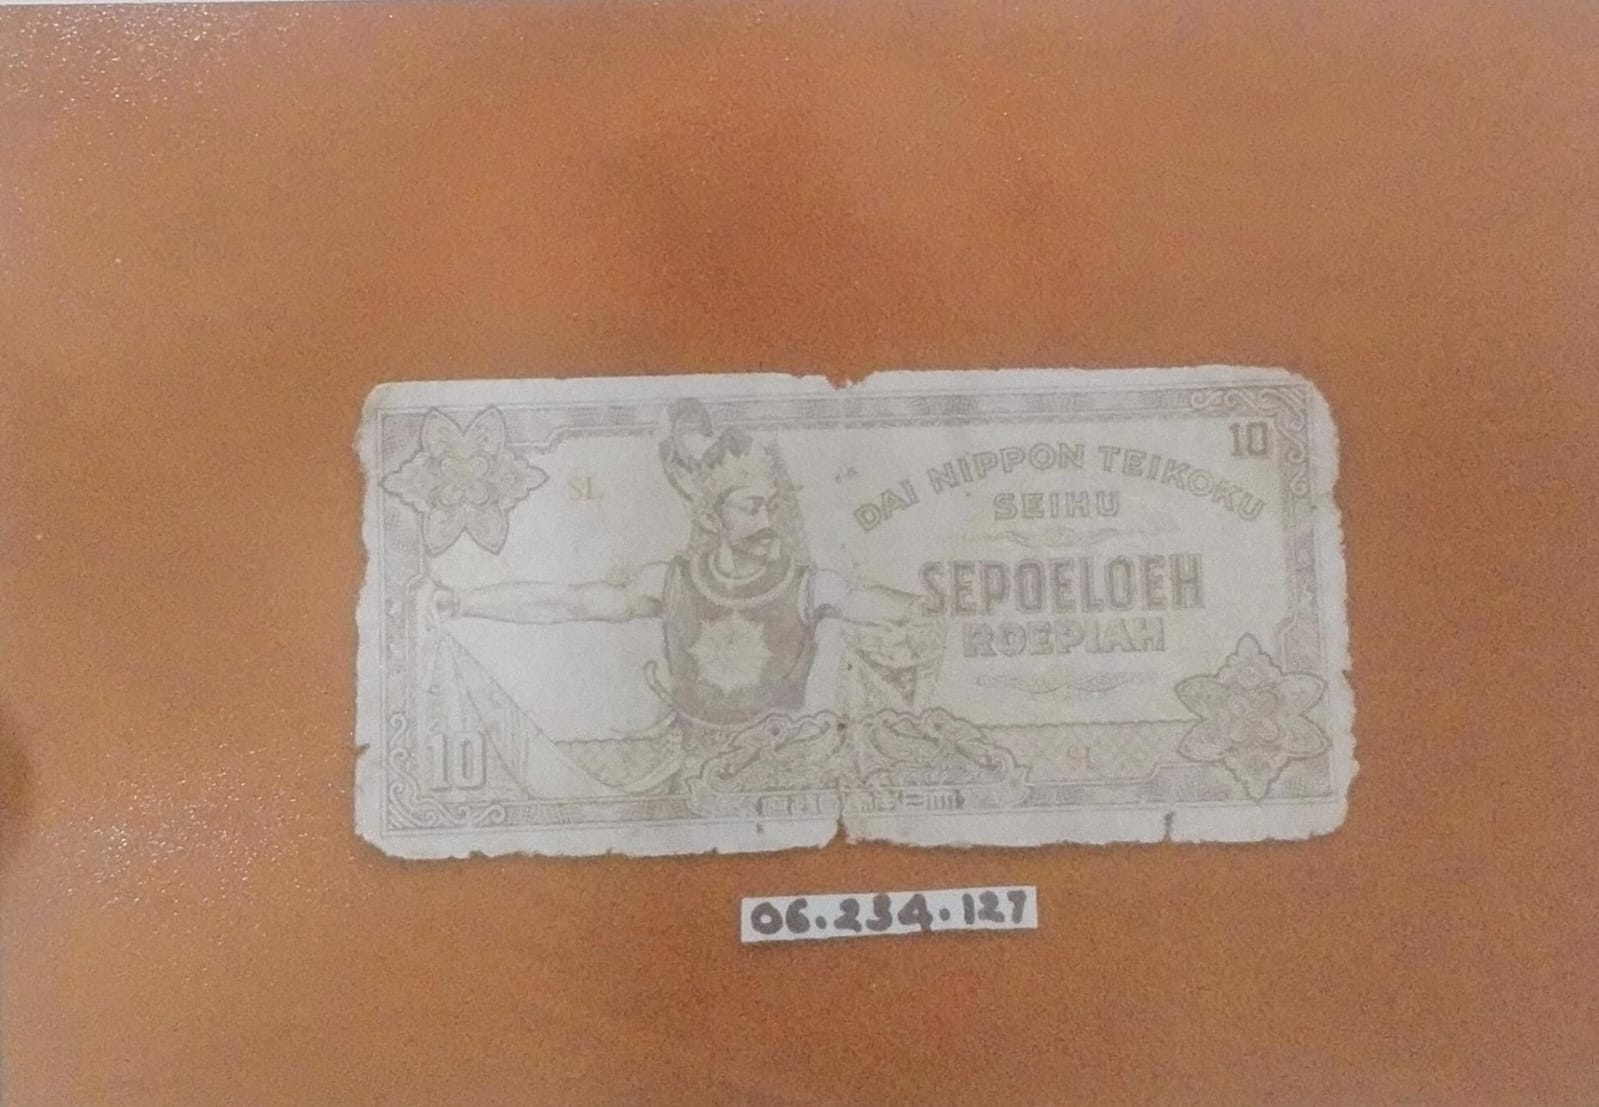 10
SL
DAI NIPPON TEIKOKU
SEIHU
SEPOELOEH
ROEPIAH
10
SL
06.234.127